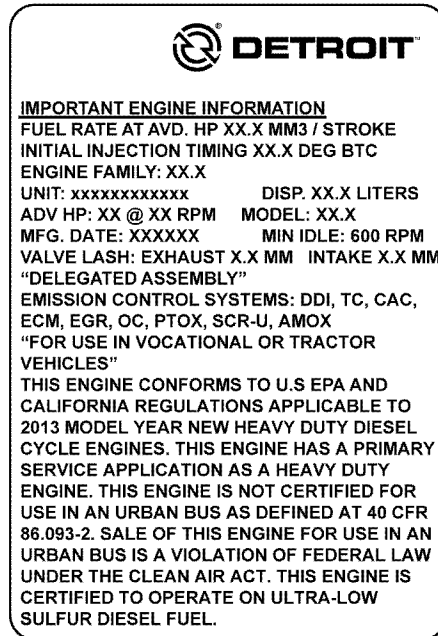 DETROIT™
IMPORTANT ENGINE INFORMATION
FUEL RATE AT AVD. HP XX.X MM3 / STROKE
INITIAL INJECTION TIMING XX.X DEG BTC
ENGINE FAMILY: XX.X
UNIT: xxxxxxxxxxxx DISP. XX.X LITERS
ADV HP: XX @ XX RPM MODEL: XX.X
MFG. DATE: XXXXXX MIN IDLE: 600 RPM
VALVE LASH: EXHAUST X.X MM INTAKE X.X MM
“DELEGATED ASSEMBLY”
EMISSION CONTROL SYSTEMS: DDI, TC, CAC,
ECM, EGR, OC, PTOX, SCR-U, AMOX
“FOR USE IN VOCATIONAL OR TRACTOR
VEHICLES”
THIS ENGINE CONFORMS TO U.S EPA AND
CALIFORNIA REGULATIONS APPLICABLE TO
2013 MODEL YEAR NEW HEAVY DUTY DIESEL
CYCLE ENGINES. THIS ENGINE HAS A PRIMARY
SERVICE APPLICATION AS A HEAVY DUTY
ENGINE. THIS ENGINE IS NOT CERTIFIED FOR
USE IN AN URBAN BUS AS DEFINED AT 40 CFR
86.093-2. SALE OF THIS ENGINE FOR USE IN AN
URBAN BUS IS A VIOLATION OF FEDERAL LAW
UNDER THE CLEAN AIR ACT. THIS ENGINE IS
CERTIFIED TO OPERATE ON ULTRA-LOW
SULFUR DIESEL FUEL.